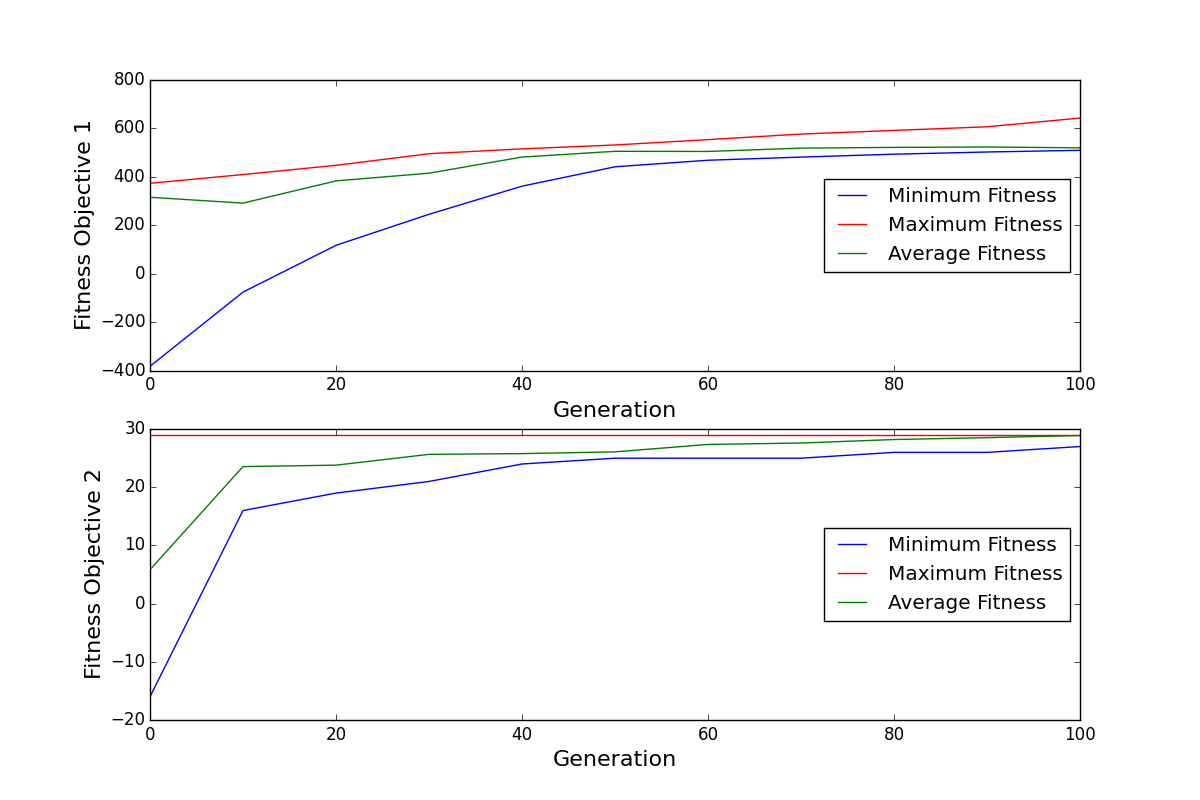 800
600
400
200
0
−200
−400
Fitness Objective 1
Minimum Fitness
Maximum Fitness
Average Fitness
0 20 40 60 80 100
Generation
30
20
10
0
−10
−20
Fitness Objective 2
Minimum Fitness
Maximum Fitness
Average Fitness
0 20 40 60 80 100
Generation